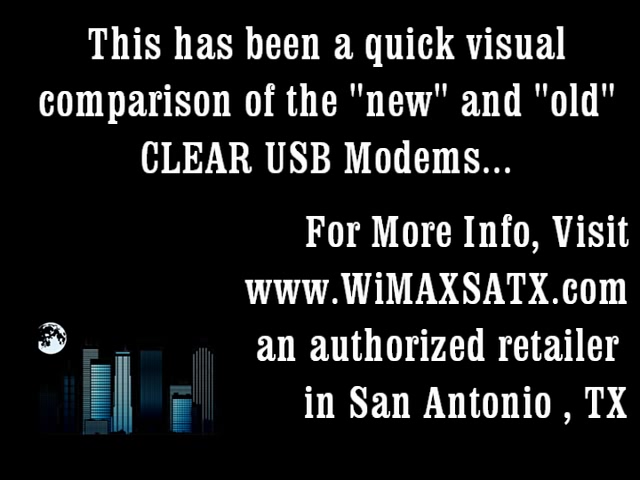 This has been a quick visual
comparison of the "new" and "old"
CLEAR USB Modems...
For More Info, Visit
www.WiMAXSATX.com
an authorized retailer
in San Antonio , TX